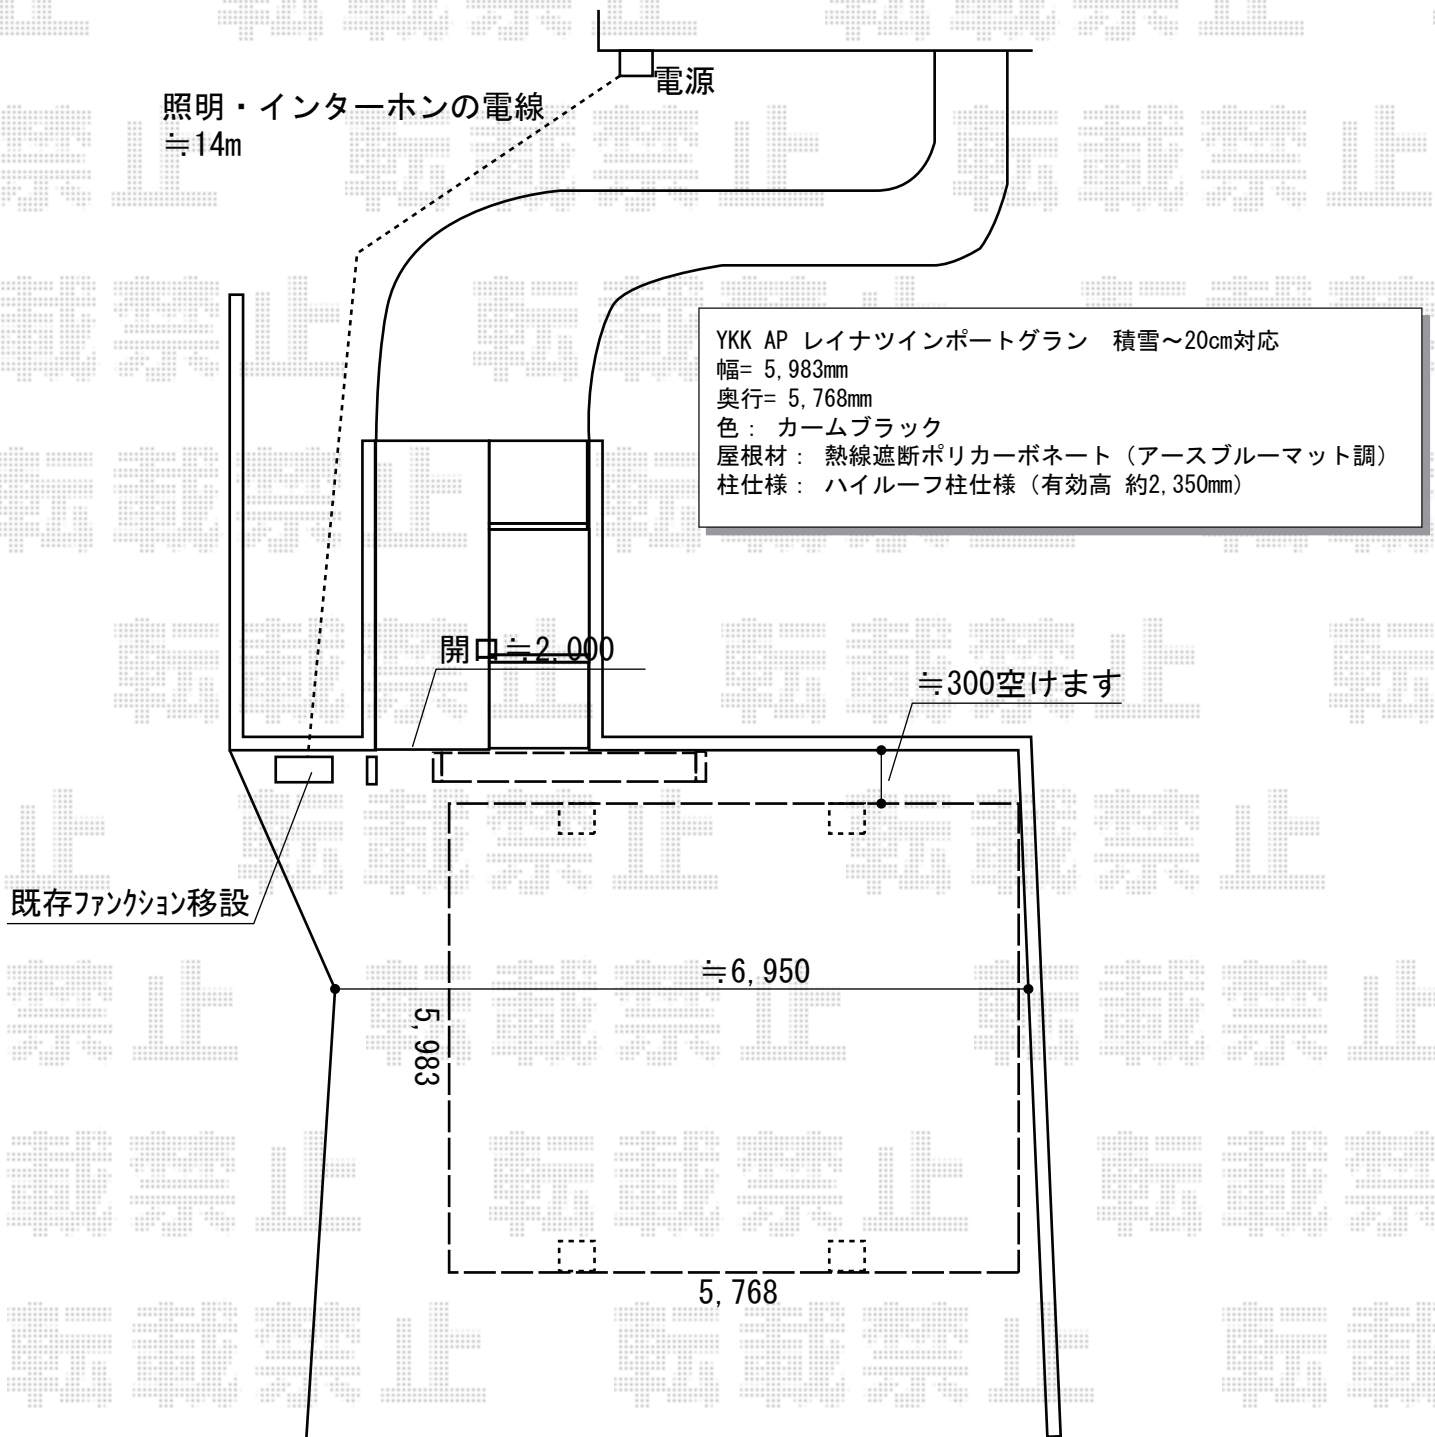 電源
照明・インターホンの電線
≒14m
YKK AP レイナツインポートグラン　積雪～20cm対応
幅= 5,983mm
奥行= 5,768mm
色： カームブラック
屋根材： 熱線遮断ポリカーボネート（アースブルーマット調）
柱仕様： ハイルーフ柱仕様（有効高 約2,350mm）
開口≒2,000
≒300空けます
既存ファンクション移設
≒6,950
5,983
5,768
転載禁止